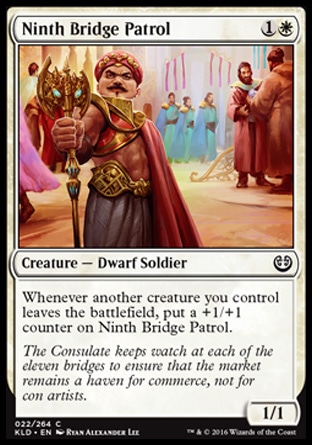 Ninth Bridge Patrol 1
Creature — Dwarf Soldier
Whenever another creature you control
leaves the battlefield, put a +1/+1
counter on Ninth Bridge Patrol.
The Consulate keeps watch at each of the
eleven bridges to ensure that the market
remains a haven for commerce, not for
con artists.
1/1
022/264 C
KLD • EN RYAN ALEXANDER LEE ™ & © 2016 Wizards of the Coast